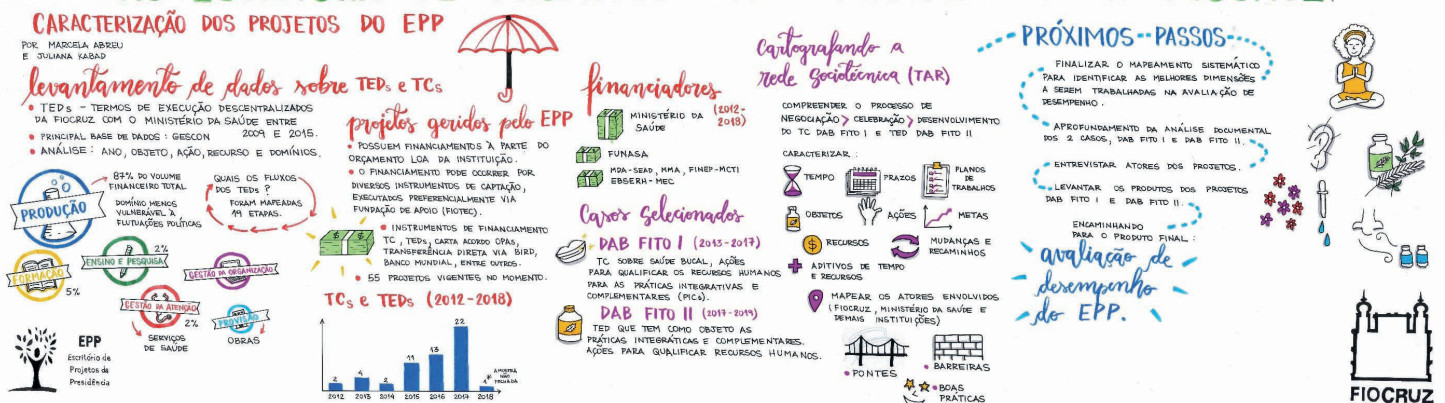 CARACTERIZAÇÃO DOS PROJETOS DO EPP
POR MARCELA ABREU
E JULIANA KABAD
levantamento de dados sobre TEDs e TCs
• TEDs - TERMOS DE EXECUÇÃO DESCENTRALIZADOS
DA FIOCRUZ COM O MINISTÉRIO DA SAÚDE ENTRE
2009 E 2015.
• PRINCIPAL BASE DE DADOS: GESCON
• ANÁLISE: ANO, OBJETO, AÇÃO, RECURSO E DOMÍNIOS.
PRODUÇÃO
87% DO VOLUME
FINANCEIRO TOTAL
DOMÍNIO MENOS
VULNERÁVEL À
FLUTUAÇÕES POLÍTICAS
QUAIS OS FLUXOS
DOS TEDs?
FORAM MAPEADAS
19 ETAPAS.
FORMAÇÃO
5%
ENSINO E PESQUISA
2%
GESTÃO DA ORGANIZAÇÃO
GESTÃO DA ATENÇÃO
2%
SERVIÇOS
DE SAÚDE
PROVISÃO
OBRAS
EPP
Escritório de
Projetos da
Presidência
projetos geridos pelo EPP
• POSSUEM FINANCIAMENTOS À PARTE DO
ORÇAMENTO LOA DA INSTITUIÇÃO.
• O FINANCIAMENTO PODE OCORRER POR
DIVERSOS INSTRUMENTOS DE CAPTAÇÃO,
EXECUTADOS PREFERENCIALMENTE VIA
FUNDAÇÃO DE APOIO (FIOTEC).
• INSTRUMENTOS DE FINANCIAMENTO
TC, TEDs, CARTA ACORDO OPAS,
TRANSFERÊNCIA DIRETA VIA BIRD,
BANCO MUNDIAL, ENTRE OUTROS.
• 55 PROJETOS VIGENTES NO MOMENTO.
TCs e TEDs (2012-2018)
2 4 2 11 13 22 1*
* AMOSTRA
NÃO
FECHADA
2012 2013 2014 2015 2016 2017 2018
financiadores
(2012-
2018)
MINISTÉRIO DA
SAÚDE
FUNASA
MDA-SEAD, MMA, FINEP-MCTI
EBSERH-MEC
Casos Selecionados
DAB FITO I (2013-2017)
TC SOBRE SAÚDE BUCAL, AÇÕES
PARA QUALIFICAR OS RECURSOS HUMANOS
PARA AS PRÁTICAS INTEGRATIVAS E
COMPLEMENTARES (PICs).
DAB FITO II (2017-2019)
TED QUE TEM COMO OBJETO AS
PRÁTICAS INTEGRATICAS E COMPLEMENTARES.
AÇÕES PARA QUALIFICAR RECURSOS HUMANOS.
Cartografando a
rede Sociotécnica (TAR)
COMPREENDER O PROCESSO DE
NEGOCIAÇÃO > CELEBRAÇÃO > DESENVOLVIMENTO
DO TC DAB FITO I E TED DAB FITO II
CARACTERIZAR:
TEMPO
PRAZOS
PLANOS
DE
TRABALHOS
OBJETOS
AÇÕES
METAS
RECURSOS
MUDANÇAS E
RECAMINHOS
ADITIVOS DE TEMPO
E RECURSOS
MAPEAR OS ATORES ENVOLVIDOS
(FIOCRUZ, MINISTÉRIO DA SAÚDE E
DEMAIS INSTITUIÇÕES)
• PONTES
• BARREIRAS
• BOAS
PRÁTICAS
PRÓXIMOS PASSOS
FINALIZAR O MAPEAMENTO SISTEMÁTICO
PARA IDENTIFICAR AS MELHORES DIMENSÕES
A SEREM TRABALHADAS NA AVALIAÇÃO DE
DESEMPENHO.
APROFUNDAMENTO DA ANÁLISE DOCUMENTAL
DOS 2 CASOS, DAB FITO I E DAB FITO II.
ENTREVISTAR ATORES DOS PROJETOS.
LEVANTAR OS PRODUTOS DOS PROJETOS
DAB FITO I E DAB FITO II.
ENCAMINHANDO
PARA O PRODUTO FINAL:
avaliação de
desempenho
do EPP.
FIOCRUZ